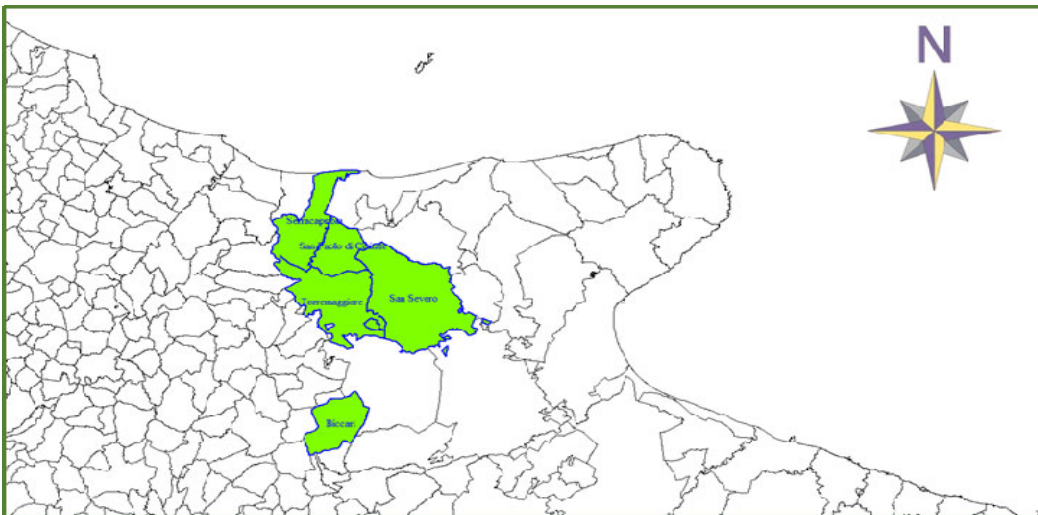 N
Serracapriola
San Paolo di Civitate
Torremaggiore
San Severo
Biccari